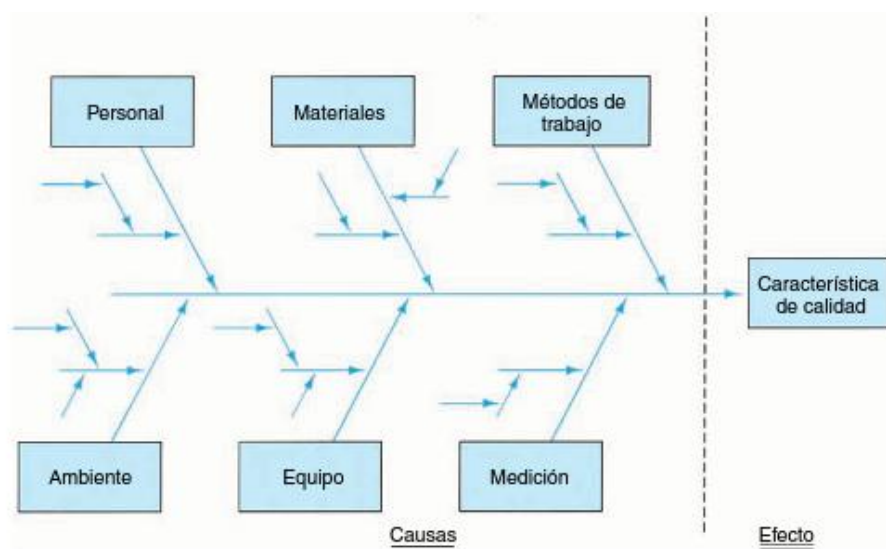 Personal
Materiales
Métodos de
trabajo
Característica
de calidad
Ambiente
Equipo
Medición
Causas
Efecto